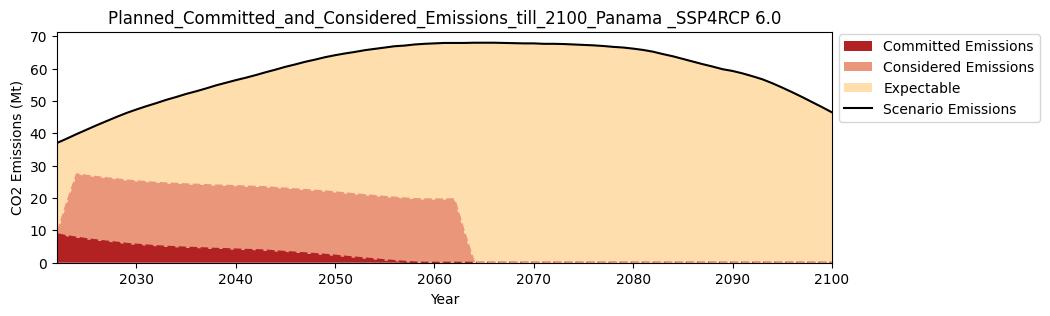 Planned_Committed_and_Considered_Emissions_till_2100_Panama _SSP4RCP 6.0
Committed Emissions
Considered Emissions
Expectable
Scenario Emissions
CO2 Emissions (Mt)
70
60
50
40
30
20
10
0
2030
2040
2050
2060
2070
2080
2090
2100
Year